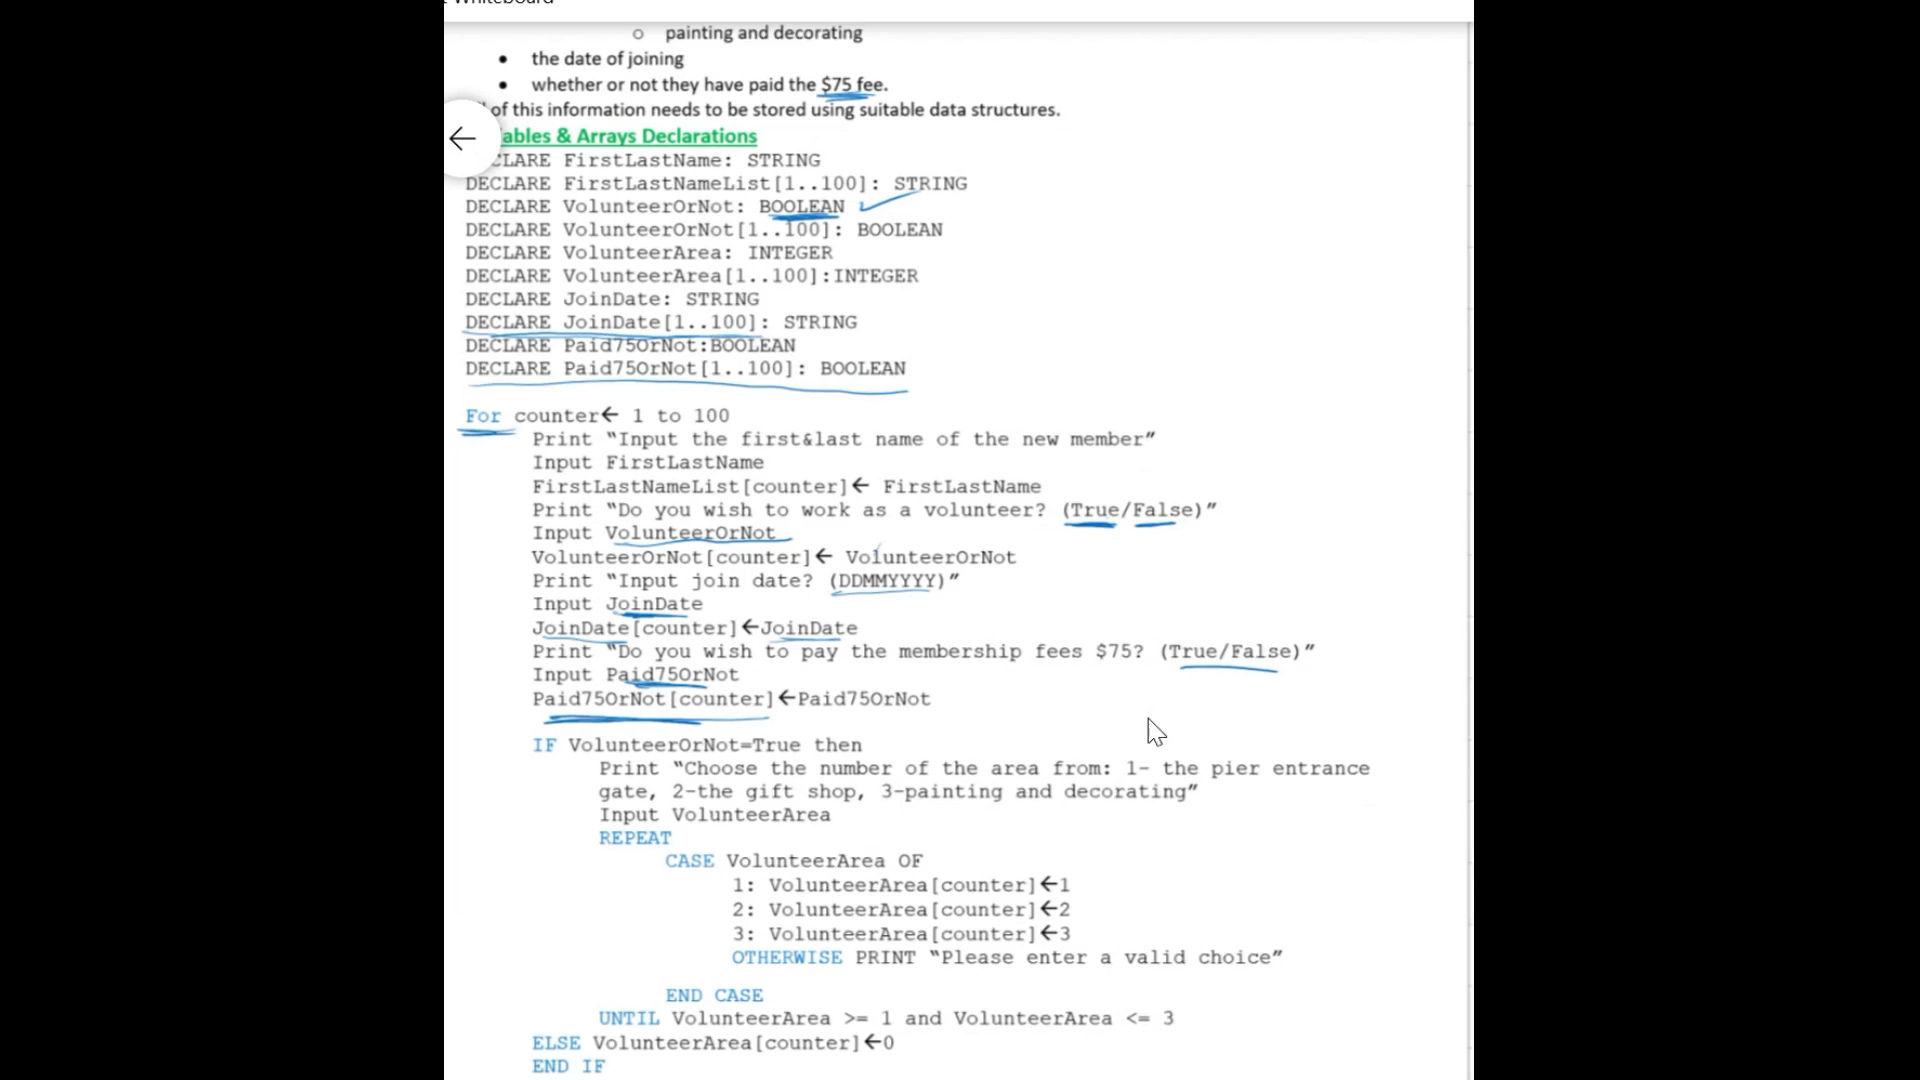 Whiteboard
o painting and decorating
• the date of joining
• whether or not they have paid the $75 fee.
of this information needs to be stored using suitable data structures.
ables & Arrays Declarations
CLARE FirstLastName: STRING
DECLARE FirstLastNameList[1..100]: STRING
DECLARE VolunteerOrNot: BOOLEAN
DECLARE VolunteerOrNot[1..100]: BOOLEAN
DECLARE VolunteerArea: INTEGER
DECLARE VolunteerArea[1..100]:INTEGER
DECLARE JoinDate: STRING
DECLARE JoinDate[1..100]: STRING
DECLARE Paid75OrNot:BOOLEAN
DECLARE Paid75OrNot[1..100]: BOOLEAN
For counter← 1 to 100
Print “Input the first&last name of the new member”
Input FirstLastName
FirstLastNameList[counter]← FirstLastName
Print “Do you wish to work as a volunteer? (True/False)”
Input VolunteerOrNot
VolunteerOrNot[counter]← VolunteerOrNot
Print “Input join date? (DDMMYYYY)”
Input JoinDate
JoinDate[counter]←JoinDate
Print “Do you wish to pay the membership fees $75? (True/False)”
Input Paid75OrNot
Paid75OrNot[counter]←Paid75OrNot
IF VolunteerOrNot=True then
Print “Choose the number of the area from: 1- the pier entrance
gate, 2-the gift shop, 3-painting and decorating”
Input VolunteerArea
REPEAT
CASE VolunteerArea OF
1: VolunteerArea[counter]←1
2: VolunteerArea[counter]←2
3: VolunteerArea[counter]←3
OTHERWISE PRINT “Please enter a valid choice”
END CASE
UNTIL VolunteerArea >= 1 and VolunteerArea <= 3
ELSE VolunteerArea[counter]←0
END IF